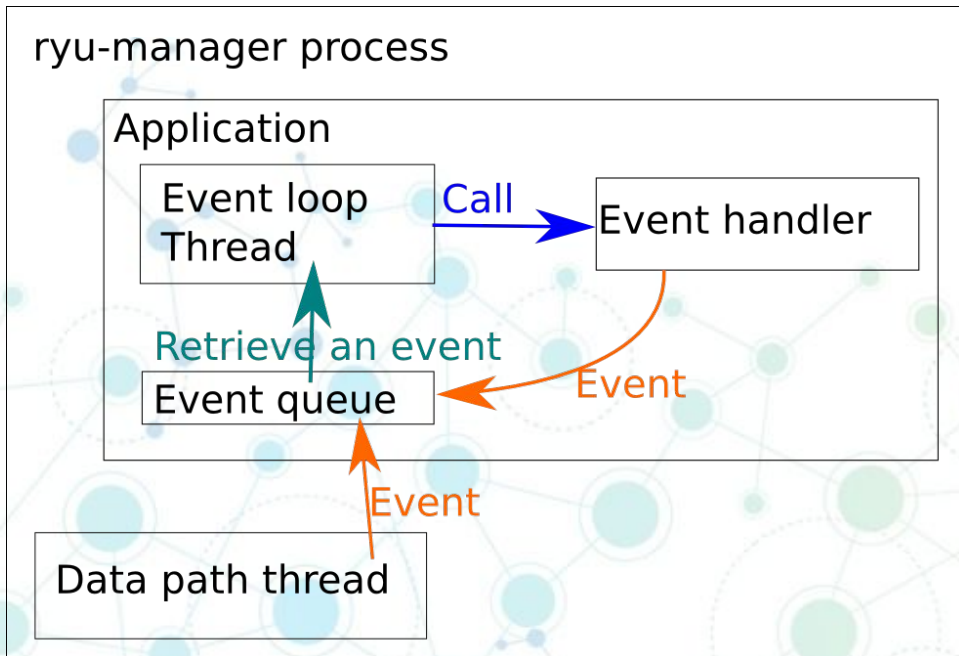 ryu-manager process
Application
Event loop
Thread
Call
Event handler
Retrieve an event
Event
Event queue
Event
Data path thread